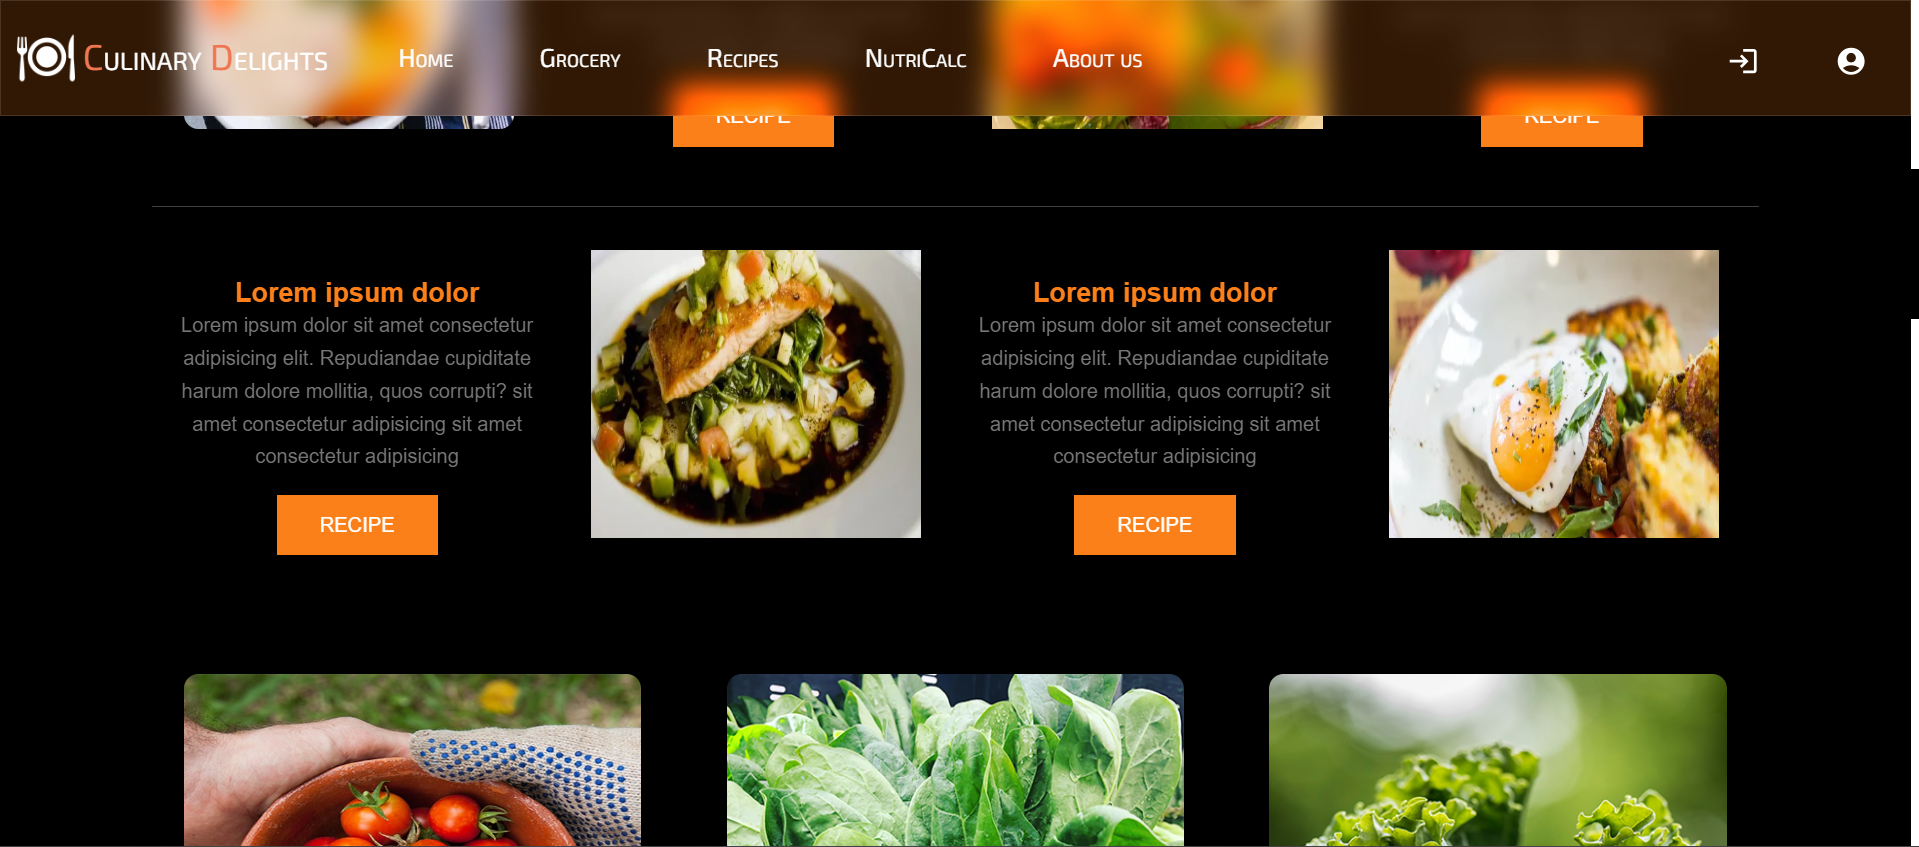 Culinary Delights
Home
Grocery
Recipes
NutriCalc
About us
RECIPE
RECIPE
Lorem ipsum dolor
Lorem ipsum dolor sit amet consectetur
adipisicing elit. Repudiandae cupiditate
harum dolore mollitia, quos corrupti? sit
amet consectetur adipisicing sit amet
consectetur adipisicing
RECIPE
Lorem ipsum dolor
Lorem ipsum dolor sit amet consectetur
adipisicing elit. Repudiandae cupiditate
harum dolore mollitia, quos corrupti? sit
amet consectetur adipisicing sit amet
consectetur adipisicing
RECIPE